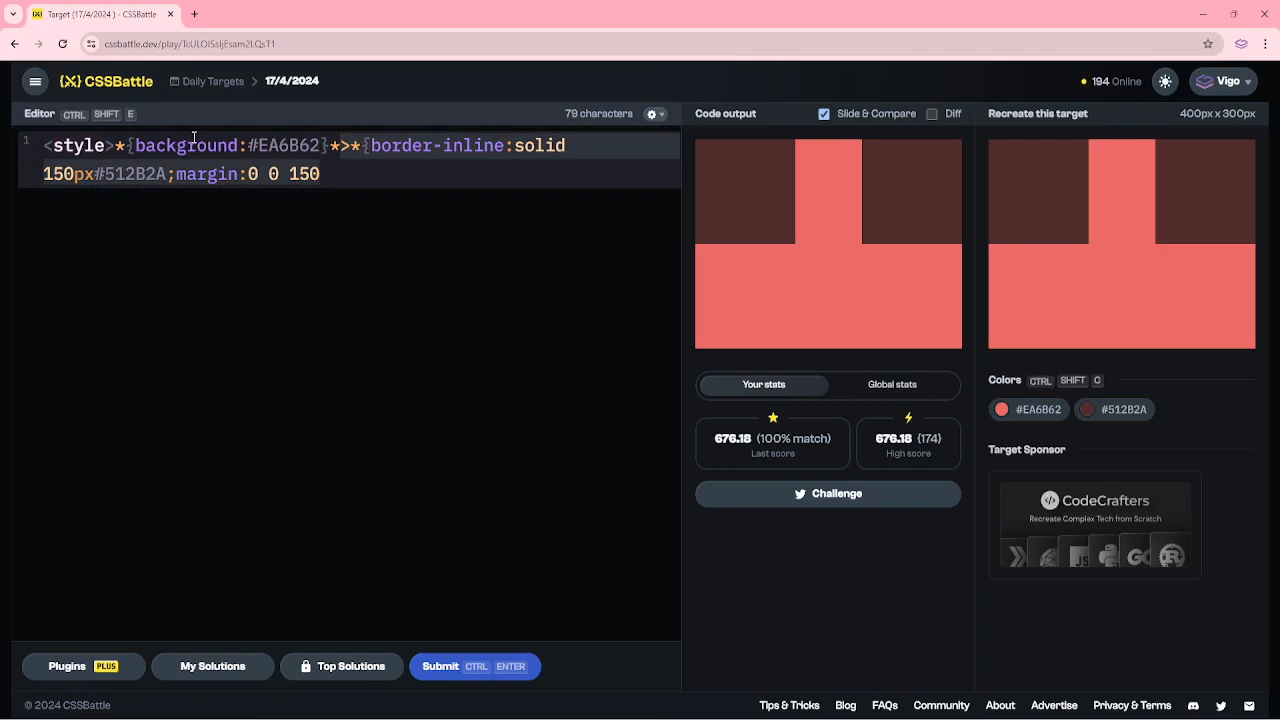 Target (17/4/2024 )  - CSSBattle
cssbattle.dev/play/TcULOISsIjEsam2LQsT1
{X} CSSBattle
Daily Targets > 17/4/2024
194 Online
Vigo
Editor CTRL SHIFT E
79 characters
Code output
Slide & Compare
Diff
Recreate this target
400px x 300px
1 <style>*{background:#EA6B62}*>*{border-inline:solid
150px#512B2A;margin:0 0 150
Your stats
Global stats
676.18 (100% match)
Last score
676.18 {174}
High score
Challenge
Colors CTRL SHIFT C
#EA6B62
#512B2A
Target Sponsor
CodeCrafters
Recreate Complex Tech from Scratch
JS
GO
Plugins PLUS
My Solutions
Top Solutions
Submit CTRL ENTER
© 2024 CSSBattle
Tips & Tricks
Blog
FAQs
Community
About
Advertise
Privacy & Terms